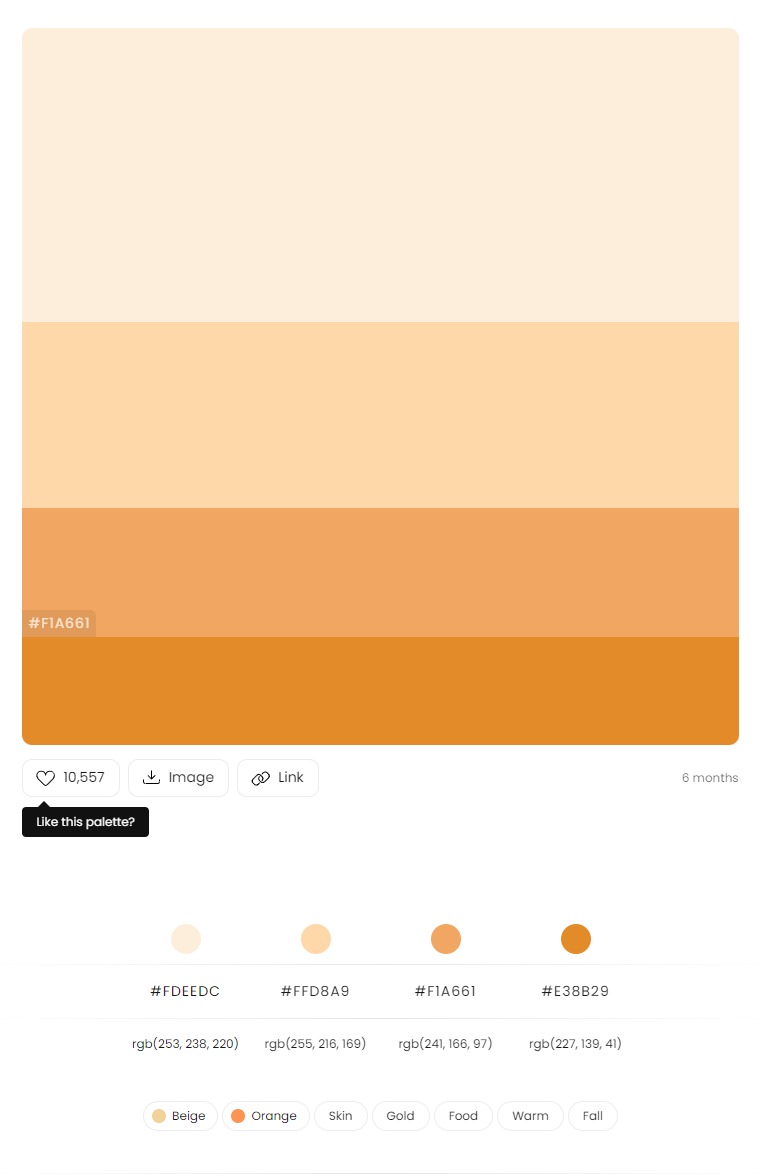 #F1A661
10,557 Image Link 6 months
Like this palette?
#FDEEDC #FFD8A9 #F1A661 #E38B29
rgb(253, 238, 220) rgb(255, 216, 169) rgb(241, 166, 97) rgb(227, 139, 41)
Beige Orange Skin Gold Food Warm Fall